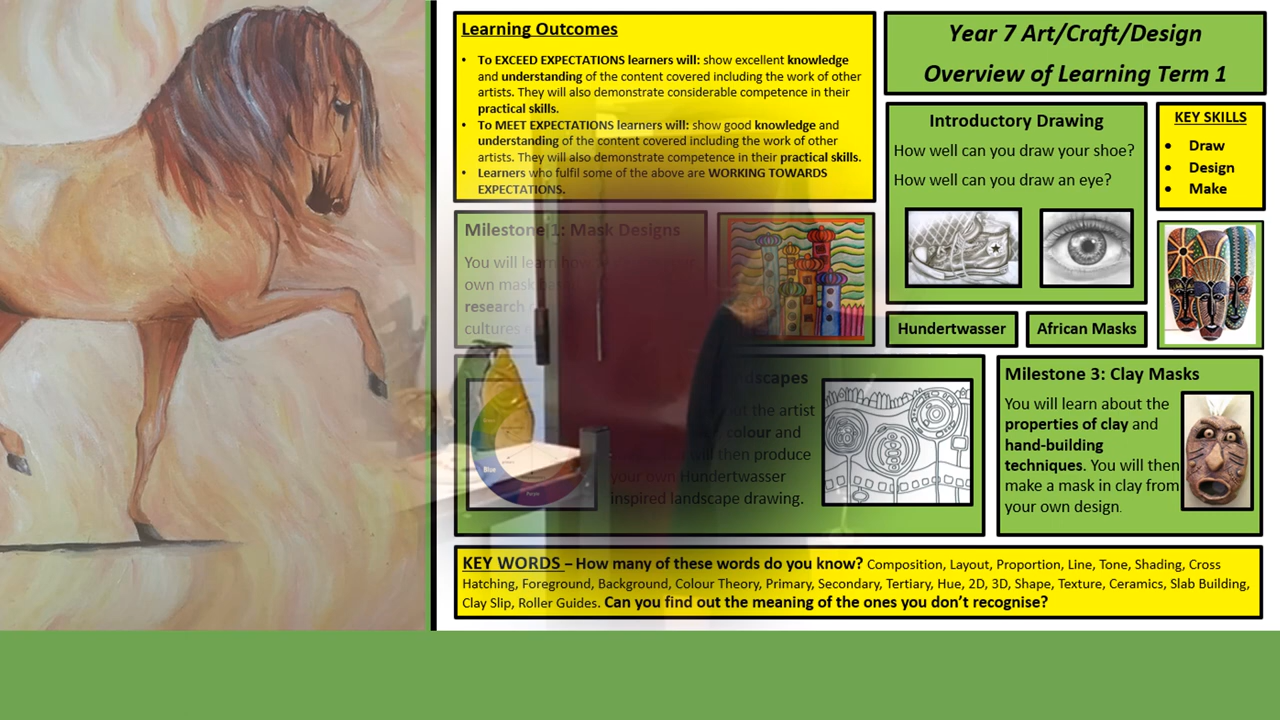 Learning Outcomes
• To EXCEED EXPECTATIONS learners will: show excellent knowledge
and understanding of the content covered including the work of other
artists. They will also demonstrate considerable competence in their
practical skills.
• To MEET EXPECTATIONS learners will: show good knowledge and
understanding of the content covered including the work of other
artists. They will also demonstrate competence in their practical skills.
• Learners who fulfil some of the above are WORKING TOWARDS
EXPECTATIONS.
Year 7 Art/Craft/Design
Overview of Learning Term 1
Introductory Drawing
How well can you draw your shoe?
How well can you draw an eye?
KEY SKILLS
• Draw
• Design
• Make
Milestone 1: Mask Designs
You will learn how
own mask
research
cultures
Hundertwasser
African Masks
the artist
colour and
will then produce
your own Hundertwasser
inspired landscape drawing.
Blue
Milestone 3: Clay Masks
You will learn about the
properties of clay and
hand-building
techniques. You will then
make a mask in clay from
your own design.
KEY WORDS – How many of these words do you know? Composition, Layout, Proportion, Line, Tone, Shading, Cross
Hatching, Foreground, Background, Colour Theory, Primary, Secondary, Tertiary, Hue, 2D, 3D, Shape, Texture, Ceramics, Slab Building,
Clay Slip, Roller Guides. Can you find out the meaning of the ones you don't recognise?